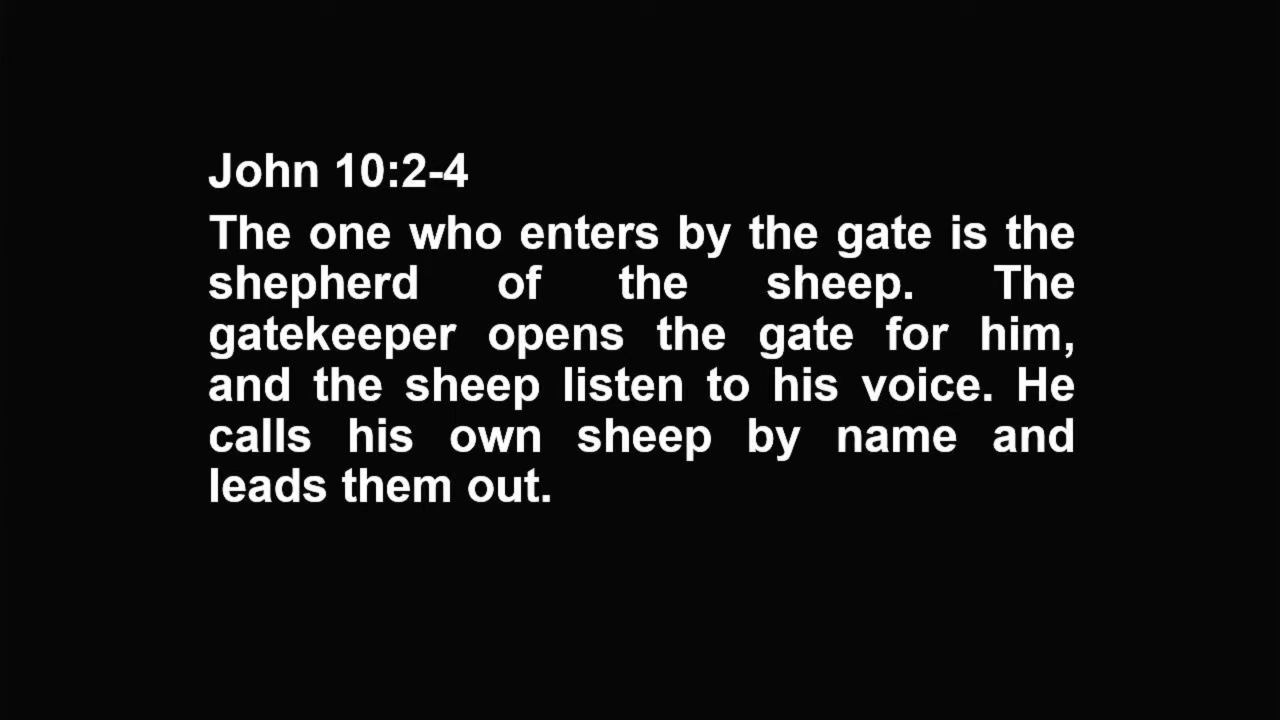 John 10:2-4
The one who enters by the gate is the
shepherd of the sheep. The
gatekeeper opens the gate for him,
and the sheep listen to his voice. He
calls his own sheep by name and
leads them out.